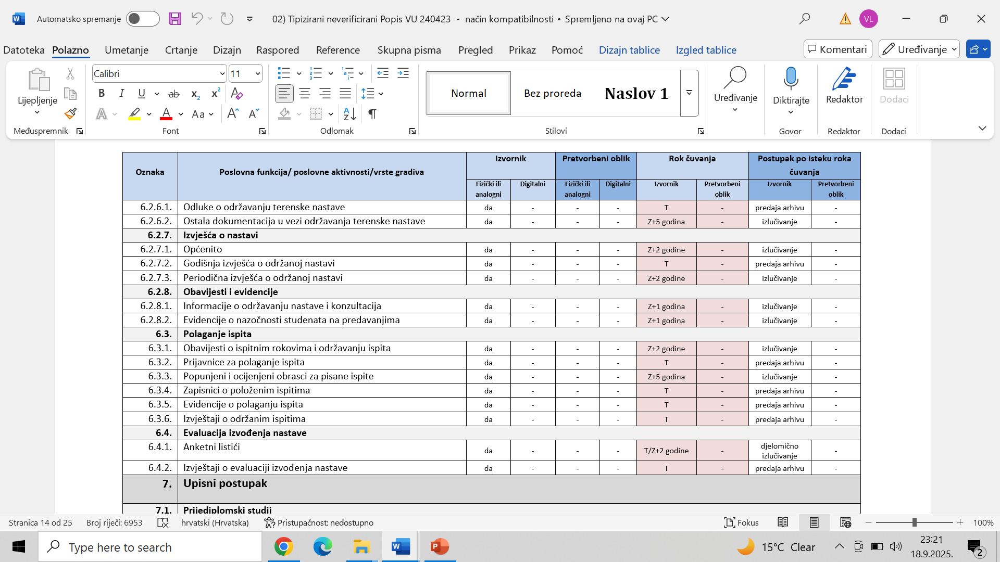 Automatsko spremanje
02) Tipizirani neverificirani Popis VU 240423 - način kompatibilnosti • Spremljeno na ovaj PC
VL
Datoteka Polazno Umetanje Crtanje Dizajn Raspored Reference Skupna pisma Pregled Prikaz Pomoć Dizajn tablice Izgled tablice Komentari Uređivanje
Lijepljenje
Calibri 11
Normal
Bez proreda
Naslov 1
Uređivanje
Diktirajte
Redaktor
Dodaci
Međuspremnik Font Odlomak Stilovi Govor Redaktor Dodaci
Oznaka Poslovna funkcija/ poslovne aktivnosti/vrste gradiva Izvornik Pretvorbeni oblik Rok čuvanja Postupak po isteku roka čuvanja
Fizički ili analogni Digitalni Fizički ili analogni Digitalni Izvornik Pretvorbeni oblik Izvornik Pretvorbeni oblik
6.2.6.1. Odluke o održavanju terenske nastave da - - - T - predaja arhivu -
6.2.6.2. Ostala dokumentacija u vezi održavanja terenske nastave da - - - Z+5 godina - izlučivanje -
6.2.7. Izvješća o nastavi
6.2.7.1. Općenito da - - - Z+2 godine - izlučivanje -
6.2.7.2. Godišnja izvješća o održanoj nastavi da - - - T - predaja arhivu -
6.2.7.3. Periodična izvješća o održanoj nastavi da - - - Z+2 godine - izlučivanje -
6.2.8. Obavijesti i evidencije
6.2.8.1. Informacije o održavanju nastave i konzultacija da - - - Z+1 godina - izlučivanje -
6.2.8.2. Evidencije o nazočnosti studenata na predavanjima da - - - Z+1 godina - izlučivanje -
6.3. Polaganje ispita
6.3.1. Obavijesti o ispitnim rokovima i održavanju ispita da - - - Z+2 godine - izlučivanje -
6.3.2. Prijavnice za polaganje ispita da - - - T - predaja arhivu -
6.3.3. Popunjeni i ocijenjeni obrasci za pisane ispite da - - - Z+5 godina - izlučivanje -
6.3.4. Zapisnici o položenim ispitima da - - - T - predaja arhivu -
6.3.5. Evidencije o polaganju ispita da - - - T - predaja arhivu -
6.3.6. Izvještaji o održanim ispitima da - - - T - predaja arhivu -
6.4. Evaluacija izvođenja nastave
6.4.1. Anketni listići da - - - T/Z+2 godine - djelomično izlučivanje -
6.4.2. Izvještaji o evaluaciji izvođenja nastave da - - - T - predaja arhivu -
7. Upisni postupak
7.1. Prijediplomski studij
Stranica 14 od 25 Broj riječi: 6953 hrvatski (Hrvatska) Pristupačnost: nedostupno Fokus 100%
Type here to search
15°C Clear
23:21
18.9.2025.
2